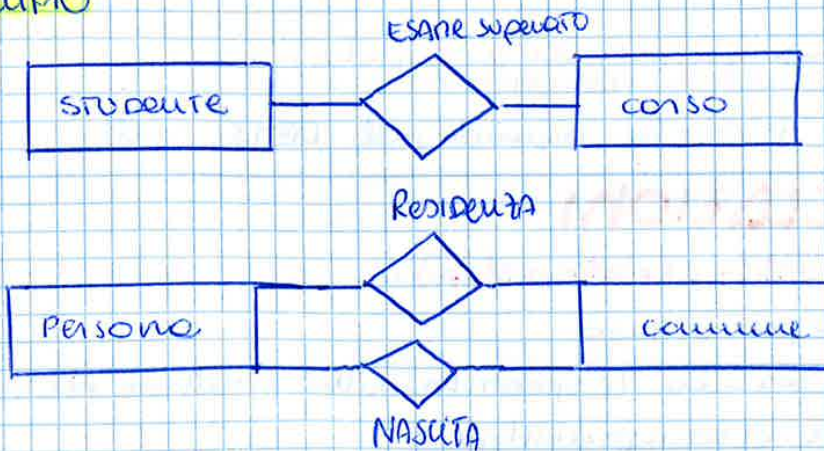 ESAME SUPERATO
STUDENTE
CORSO
RESIDENZA
PERSONA
COMUNE
NASCITA